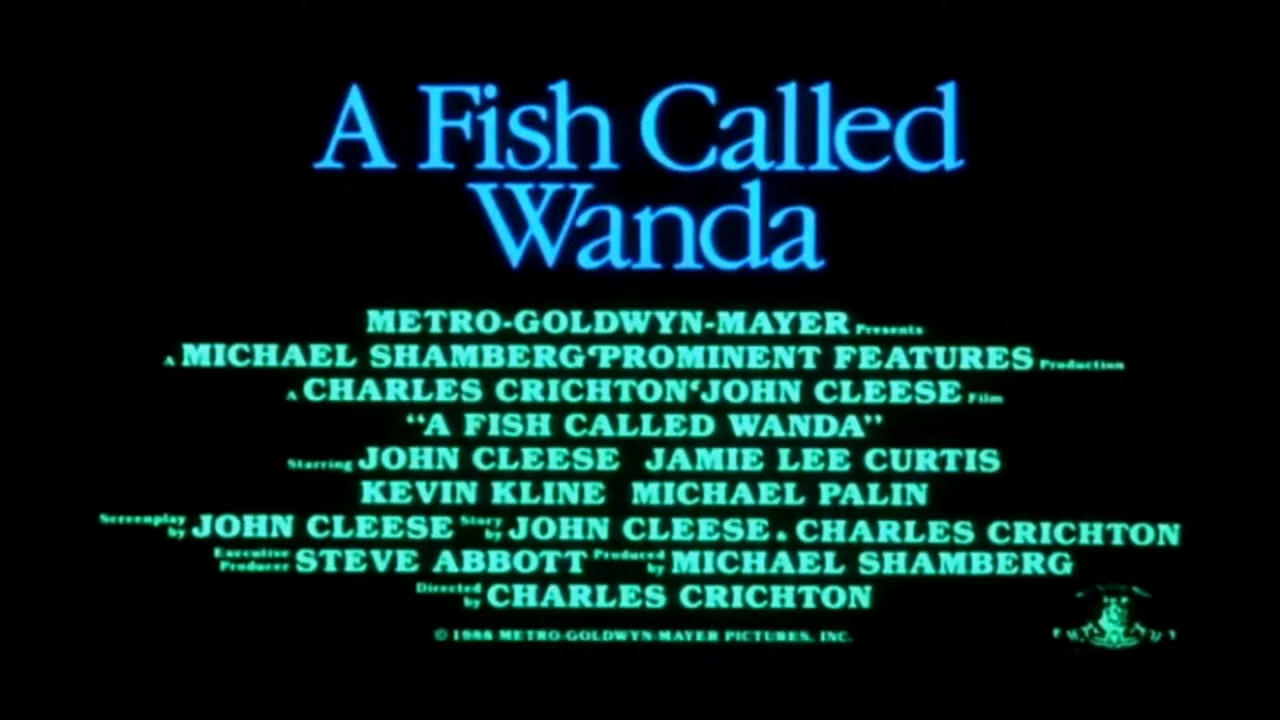 A Fish Called
Wanda
METRO-GOLDWYN-MAYER Presents
A MICHAEL SHAMBERG-PROMINENT FEATURES Production
A CHARLES CRICHTON-JOHN CLEESE Film
"A FISH CALLED WANDA"
Starring JOHN CLEESE JAMIE LEE CURTIS
KEVIN KLINE MICHAEL PALIN
Screenplay by JOHN CLEESE Story by JOHN CLEESE & CHARLES CRICHTON
Executive Producer STEVE ABBOTT Produced by MICHAEL SHAMBERG
Directed by CHARLES CRICHTON
© 1988 METRO-GOLDWYN-MAYER PICTURES, INC.